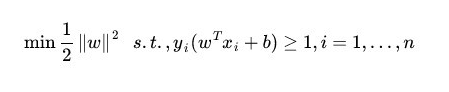 min 1/2 ‖w‖² s.t., yᵢ(wᵀxᵢ + b) ≥ 1, i = 1, . . . , n